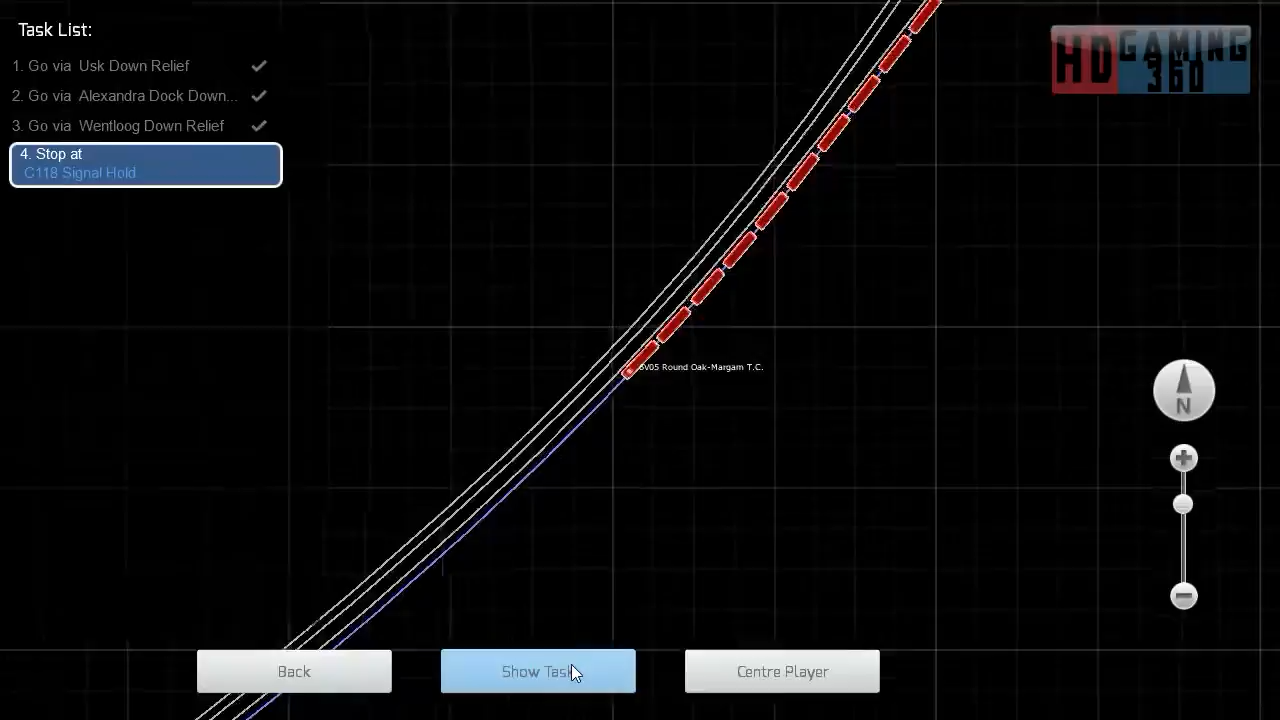 Task List:
1. Go via Usk Down Relief
2. Go via Alexandra Dock Down...
3. Go via Wentloog Down Relief
4. Stop at
C118 Signal Hold
HD GAMING
360
6V05 Round Oak-Margam T.C.
N
Back
Show Task
Centre Player